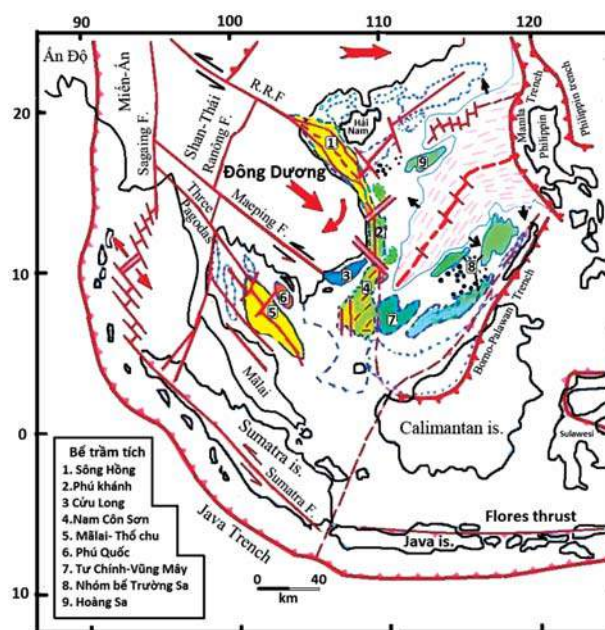 90
100
110
120
Ấn Độ
Miến-Ấn
Sagaing F.
Shan-Thái
Ranông F.
R.R.F
Hải
Nam
Manila Trench
Philippin
Philippin trench
20
1
9
Đông Dương
Three
Pagodas
Maeping F.
2
10
3
8
6
4
5
7
Borno-Palawan Trench
Mãlai
0
Sumatra is.
Sumatra F.
Calimantan is.
Sulawesi
Java Trench
Flores thrust
Java is.
10
0
40
km
Bể trầm tích
1. Sông Hồng
2.Phú khánh
3 Cửu Long
4.Nam Côn Sơn
5. Mãlai- Thổ chu
6. Phú Quốc
7. Tư Chính-Vũng Mây
8. Nhóm bể Trường Sa
9. Hoàng Sa